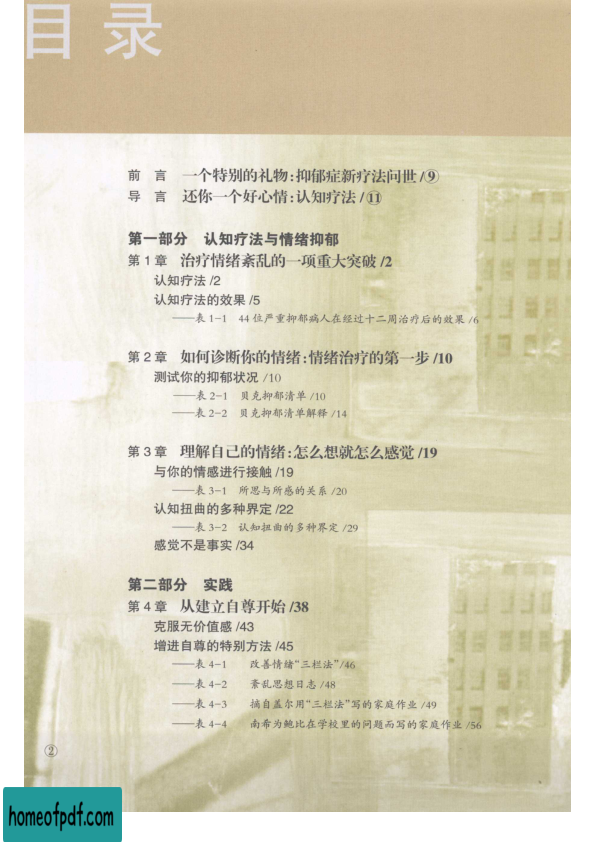 目录
前 言 一个特别的礼物:抑郁症新疗法问世/⑨
导 言 还你一个好心情:认知疗法/⑪
第一部分 认知疗法与情绪抑郁
第1章 治疗情绪紊乱的一项重大突破/2
认知疗法/2
认知疗法的效果/5
——表1-1 44位严重抑郁病人在经过十二周治疗后的效果/6
第2章 如何诊断你的情绪:情绪治疗的第一步/10
测试你的抑郁状况/10
——表2-1 贝克抑郁清单/10
——表2-2 贝克抑郁清单解释/14
第3章 理解自己的情绪:怎么想就怎么感觉/19
与你的情感进行接触/19
——表3-1 所思与所感的关系/20
认知扭曲的多种界定/22
——表3-2 认知扭曲的多种界定/29
感觉不是事实/34
第二部分 实践
第4章 从建立自尊开始/38
克服无价值感/43
增进自尊的特别方法/45
——表4-1 改善情绪“三栏法”/46
——表4-2 紊乱思想日志/48
——表4-3 摘自盖尔用“三栏法”写的家庭作业/49
——表4-4 南希为鲍比在学校里的问题而写的家庭作业/56
②
homeofpdf.com